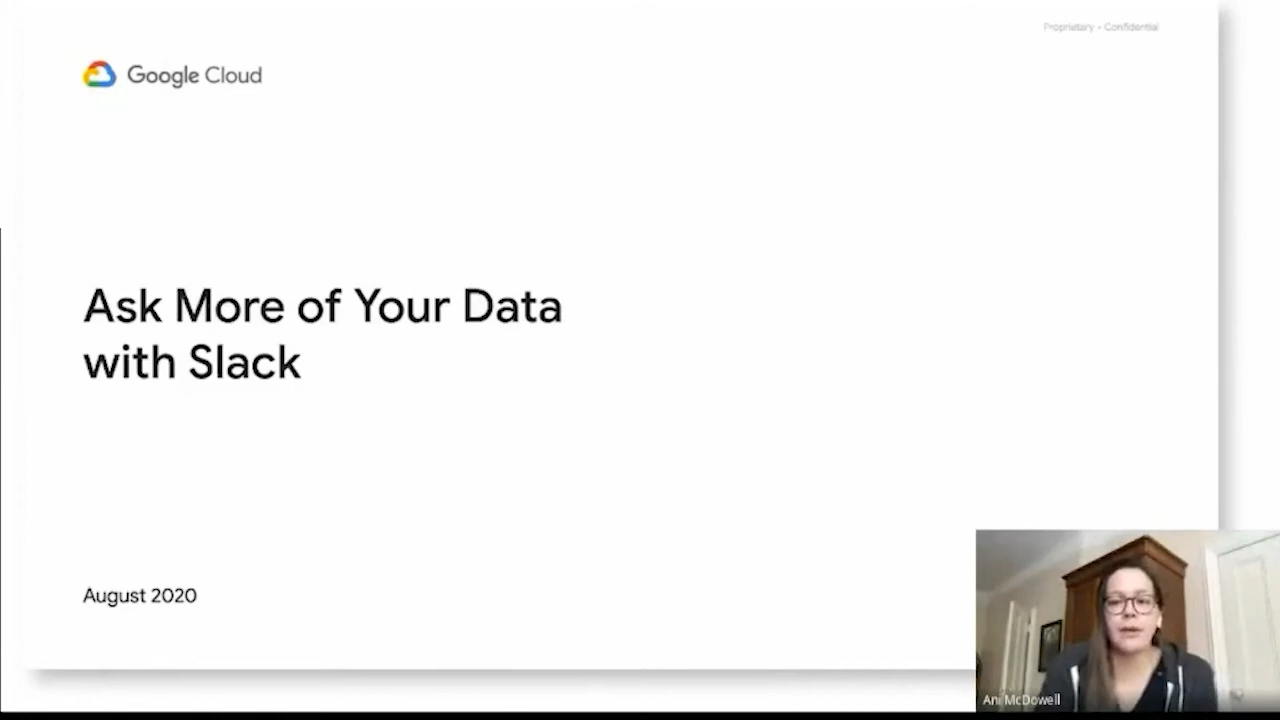 Proprietary + Confidential
Google Cloud
Ask More of Your Data
with Slack
August 2020
Ani McDowell